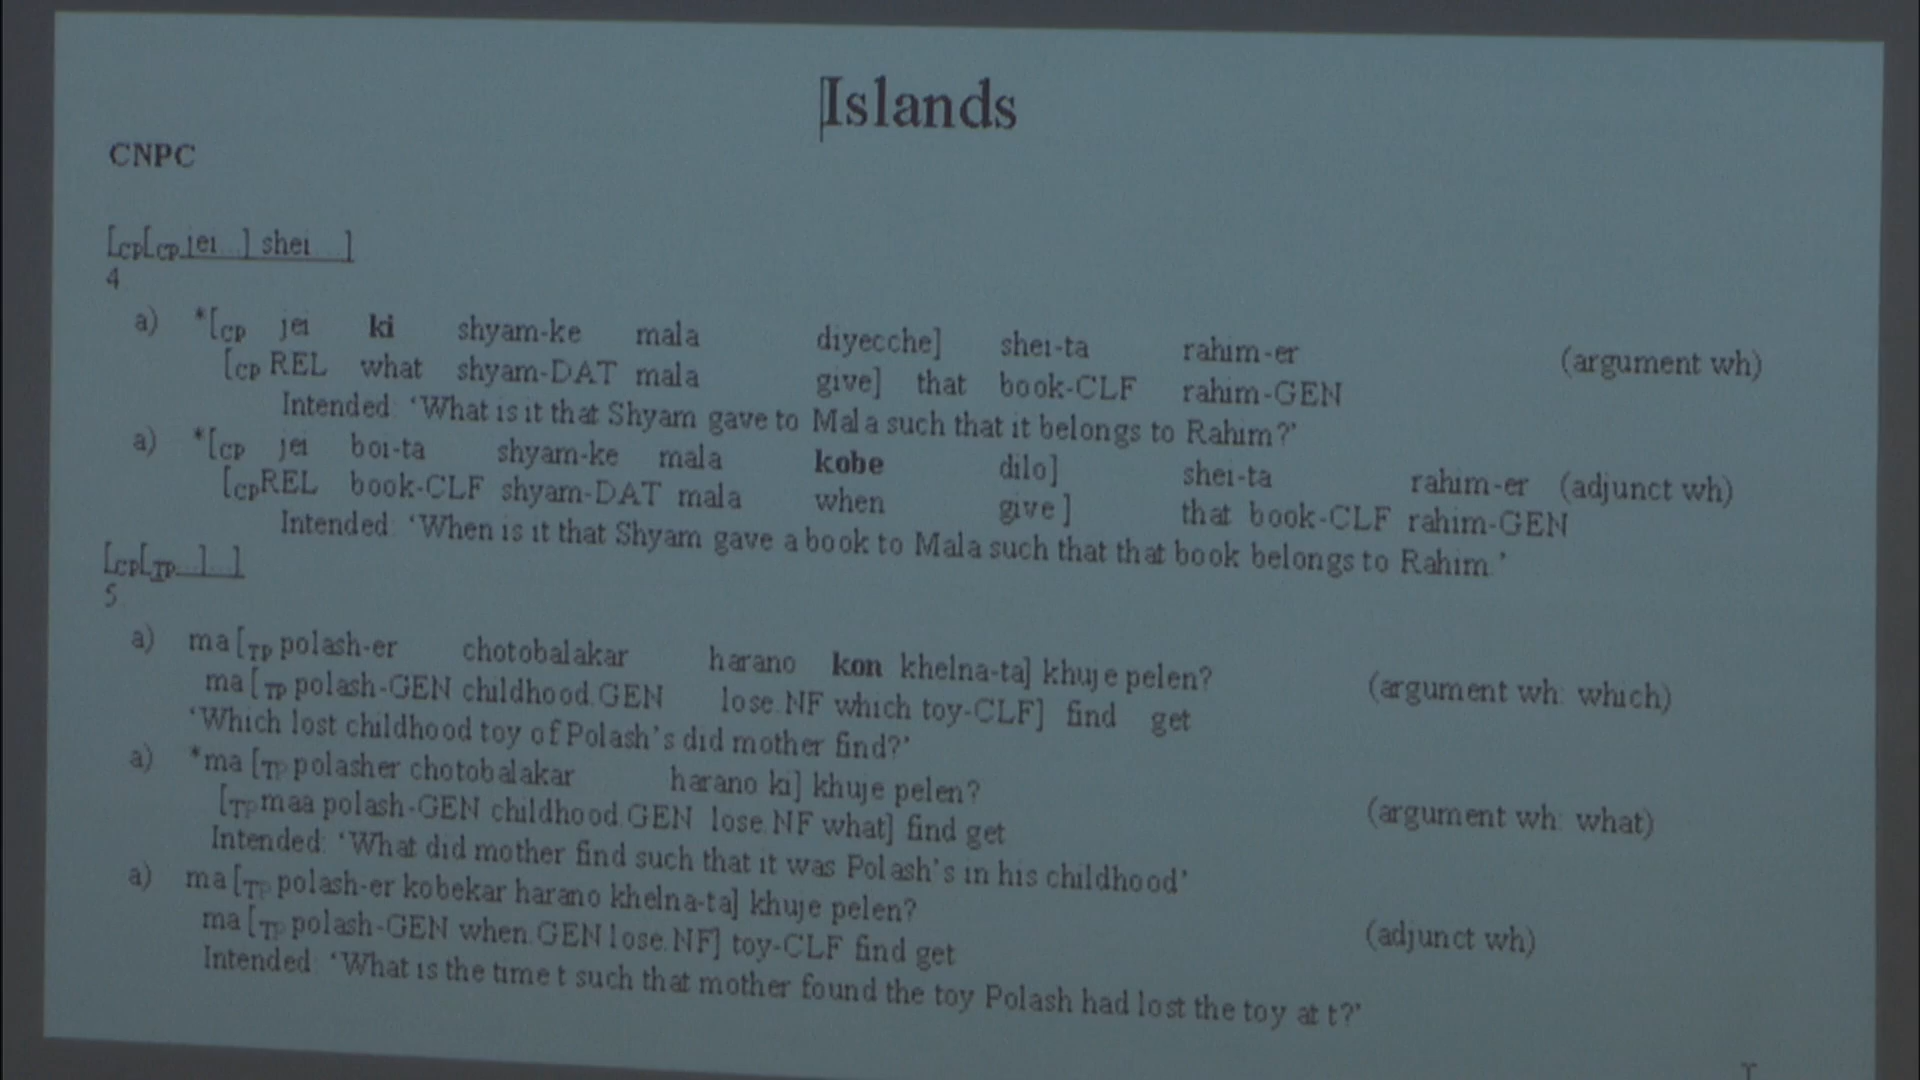 Islands
CNPC
[CP[CP jei...] shei...]
4
a) *[CP jei ki shyam-ke mala diyecche] shei-ta rahim-er (argument wh)
[CP REL what shyam-DAT mala give] that book-CLF rahim-GEN
Intended: ‘What is it that Shyam gave to Mala such that it belongs to Rahim?’
a) *[CP jei boi-ta shyam-ke mala kobe dilo] shei-ta rahim-er (adjunct wh)
[CPREL book-CLF shyam-DAT mala when give ] that book-CLF rahim-GEN
Intended: ‘When is it that Shyam gave a book to Mala such that that book belongs to Rahim.’
[CP[TP...]...]
5
a) ma [TP polash-er chotobalakar harano kon khelna-ta] khuje pelen? (argument wh: which)
ma [TP polash-GEN childhood.GEN lose.NF which toy-CLF] find get
‘Which lost childhood toy of Polash’s did mother find?’
a) *ma [TP polasher chotobalakar harano ki] khuje pelen? (argument wh: what)
[TP maa polash-GEN childhood.GEN lose.NF what] find get
Intended: ‘What did mother find such that it was Polash’s in his childhood’
a) ma [TP polash-er kobekar harano khelna-ta] khuje pelen? (adjunct wh)
ma [TP polash-GEN when.GEN lose.NF] toy-CLF find get
Intended: ‘What is the time t such that mother found the toy Polash had lost the toy at t?’